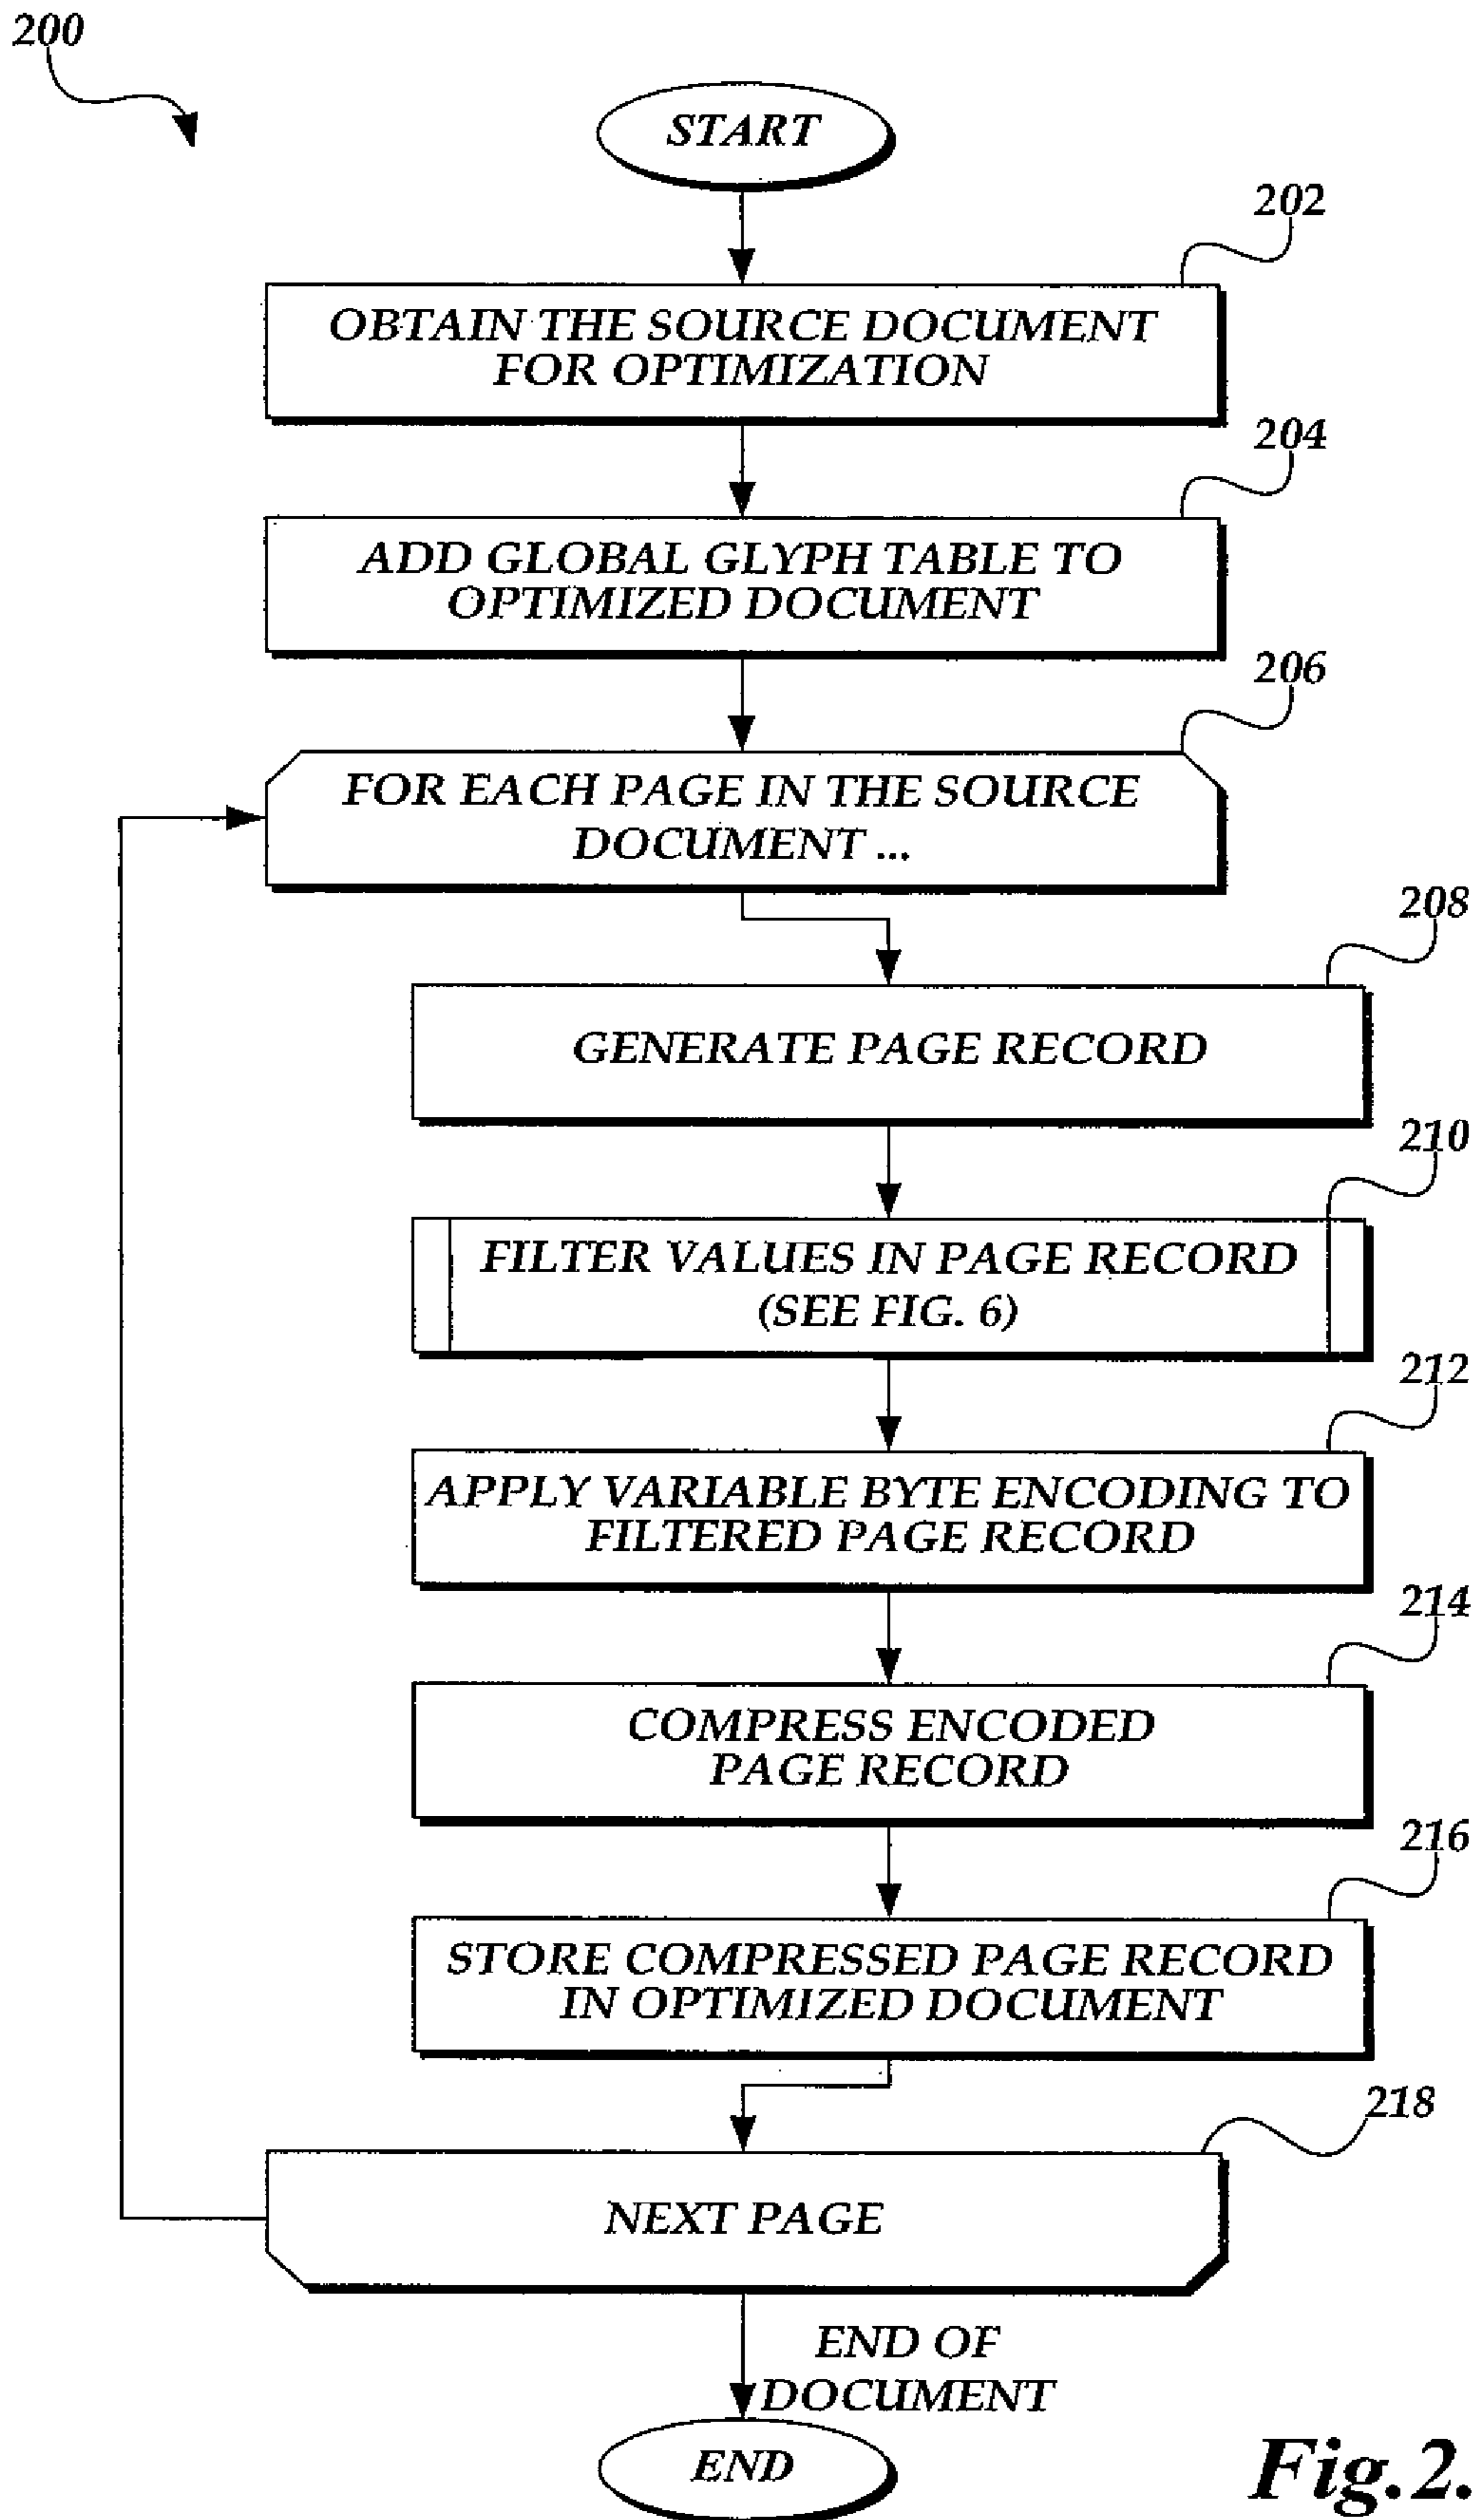 200
START
202
OBTAIN THE SOURCE DOCUMENT
FOR OPTIMIZATION
204
ADD GLOBAL GLYPH TABLE TO
OPTIMIZED DOCUMENT
206
FOR EACH PAGE IN THE SOURCE
DOCUMENT ...
208
GENERATE PAGE RECORD
210
FILTER VALUES IN PAGE RECORD
(SEE FIG. 6)
212
APPLY VARIABLE BYTE ENCODING TO
FILTERED PAGE RECORD
214
COMPRESS ENCODED
PAGE RECORD
216
STORE COMPRESSED PAGE RECORD
IN OPTIMIZED DOCUMENT
218
NEXT PAGE
END OF
DOCUMENT
END
Fig.2.